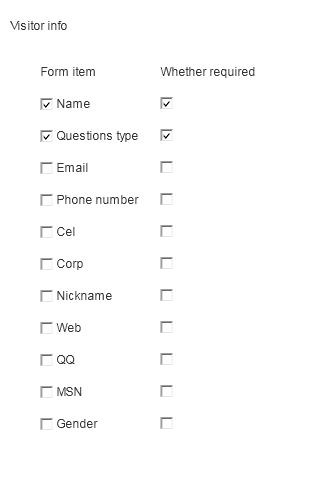 Visitor info
Form item Whether required
Name
Questions type
Email
Phone number
Cel
Corp
Nickname
Web
QQ
MSN
Gender